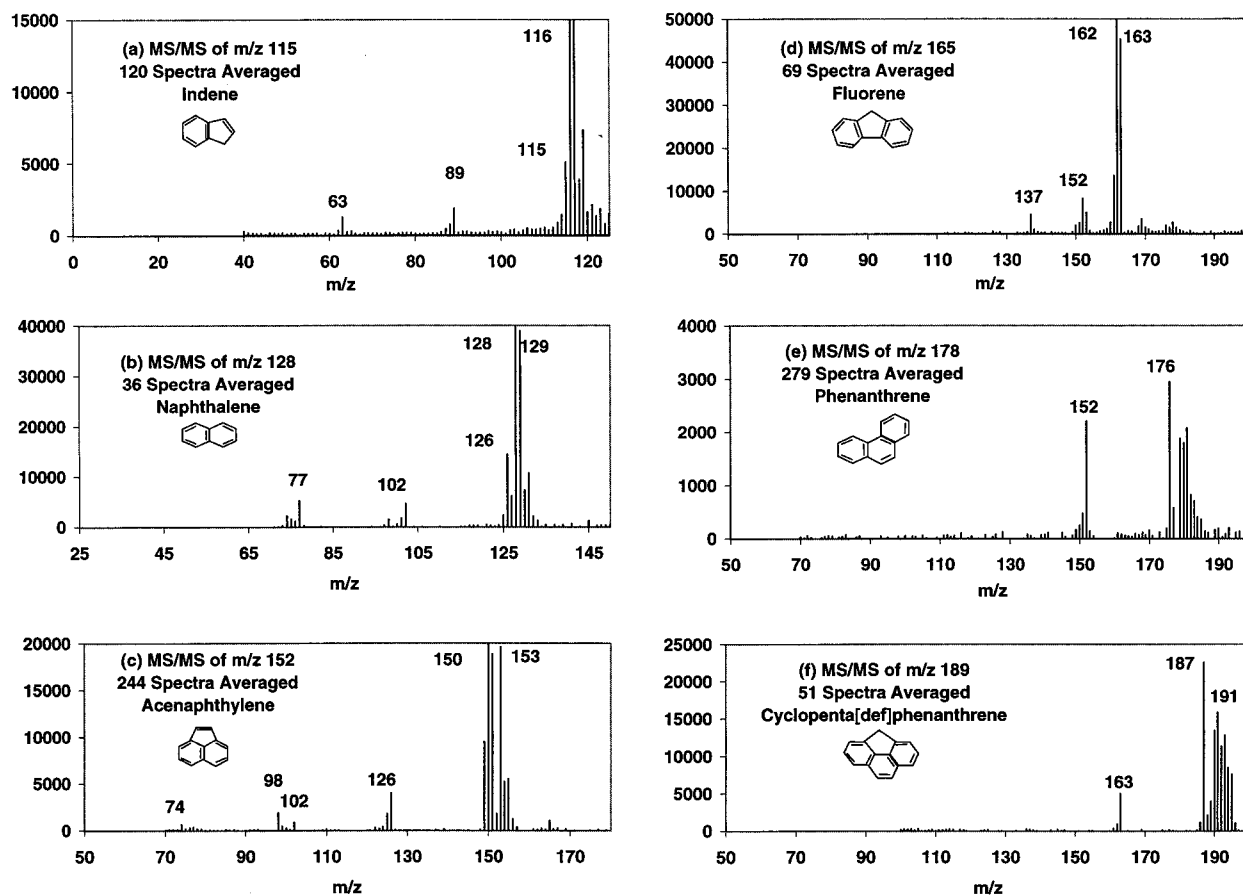 15000
10000
5000
0
(a) MS/MS of m/z 115
120 Spectra Averaged
Indene
116
115
89
63
0 20 40 60 80 100 120
m/z
40000
30000
20000
10000
0
(b) MS/MS of m/z 128
36 Spectra Averaged
Naphthalene
128 129
126
77
102
25 45 65 85 105 125 145
m/z
20000
15000
10000
5000
0
(c) MS/MS of m/z 152
244 Spectra Averaged
Acenaphthylene
150 153
126
98
102
74
50 70 90 110 130 150 170
m/z
50000
40000
30000
20000
10000
0
(d) MS/MS of m/z 165
69 Spectra Averaged
Fluorene
162 163
152
137
50 70 90 110 130 150 170 190
m/z
4000
3000
2000
1000
0
(e) MS/MS of m/z 178
279 Spectra Averaged
Phenanthrene
176
152
50 70 90 110 130 150 170 190
m/z
25000
20000
15000
10000
5000
0
(f) MS/MS of m/z 189
51 Spectra Averaged
Cyclopenta[def]phenanthrene
187
191
163
50 70 90 110 130 150 170 190
m/z